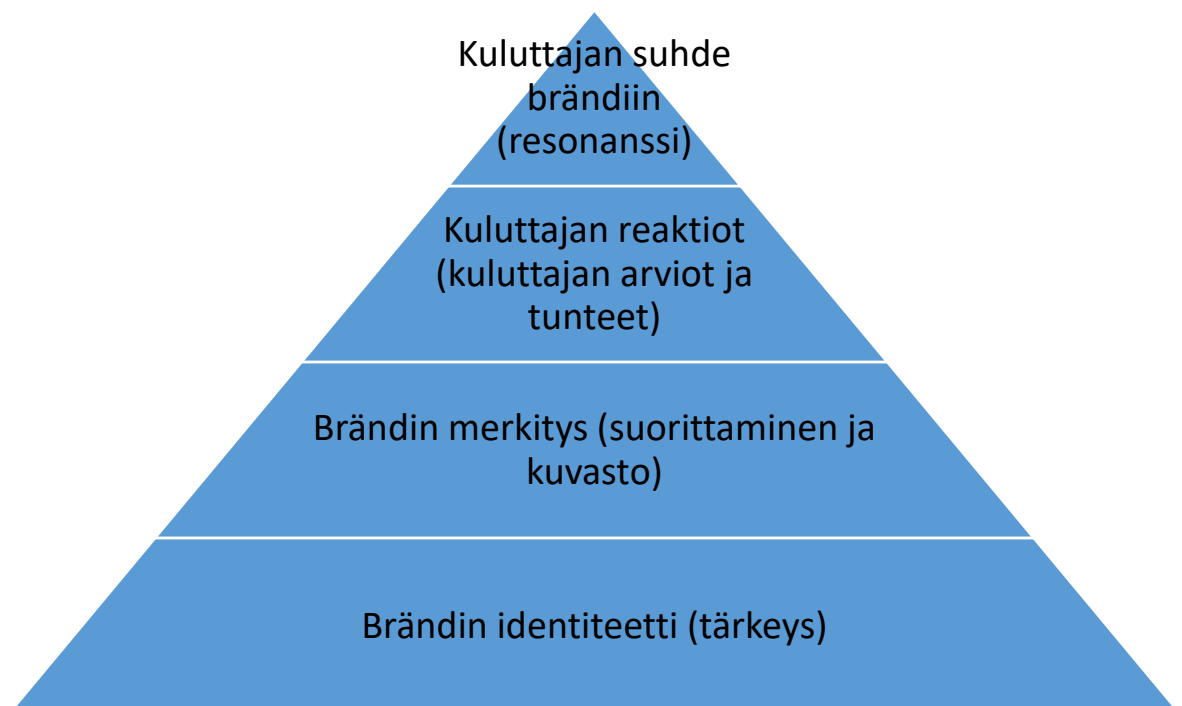 Kuluttajan suhde
brändiin
(resonanssi)
Kuluttajan reaktiot
(kuluttajan arviot ja
tunteet)
Brändin merkitys (suorittaminen ja
kuvasto)
Brändin identiteetti (tärkeys)